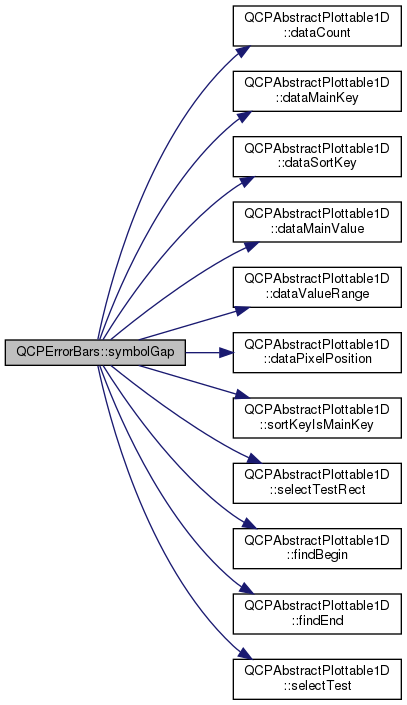 QCPAbstractPlottable1D
::dataCount
QCPAbstractPlottable1D
::dataMainKey
QCPAbstractPlottable1D
::dataSortKey
QCPAbstractPlottable1D
::dataMainValue
QCPAbstractPlottable1D
::dataValueRange
QCPErrorBars::symbolGap
QCPAbstractPlottable1D
::dataPixelPosition
QCPAbstractPlottable1D
::sortKeyIsMainKey
QCPAbstractPlottable1D
::selectTestRect
QCPAbstractPlottable1D
::findBegin
QCPAbstractPlottable1D
::findEnd
QCPAbstractPlottable1D
::selectTest